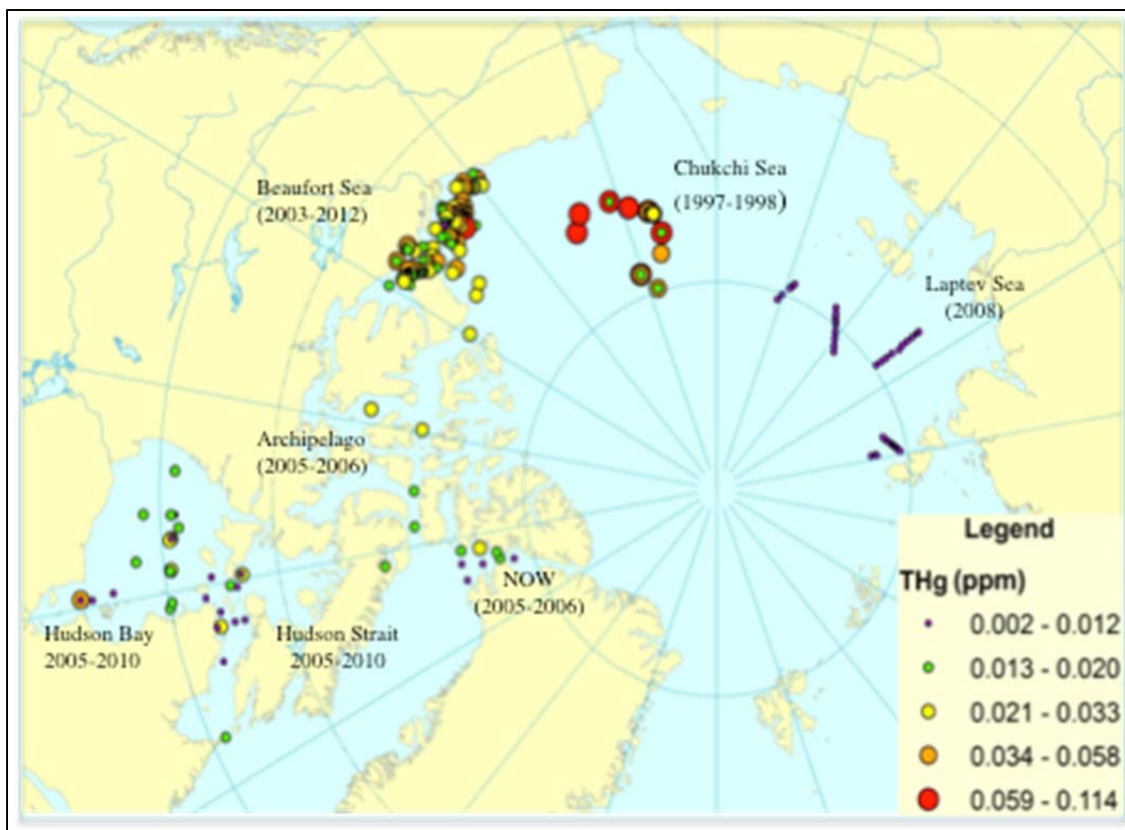 Chukchi Sea
(1997-1998)
Beaufort Sea
(2003-2012)
Laptev Sea
(2008)
Archipelago
(2005-2006)
NOW
(2005-2006)
Hudson Bay
2005-2010
Hudson Strait
2005-2010
Legend
THg (ppm)
0.002 - 0.012
0.013 - 0.020
0.021 - 0.033
0.034 - 0.058
0.059 - 0.114